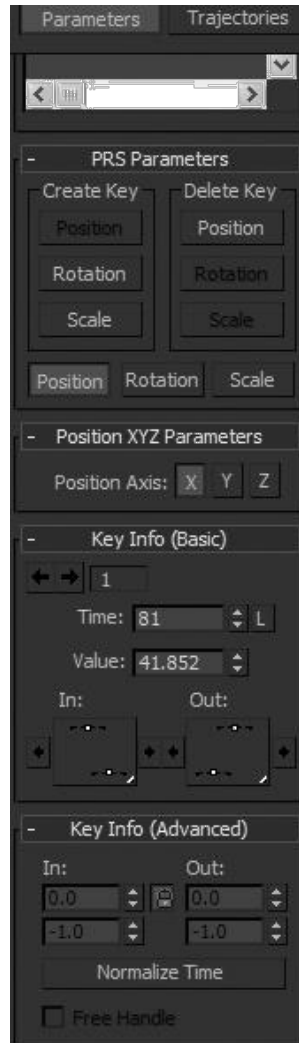 Parameters Trajectories
- PRS Parameters
Create Key Delete Key
Position Position
Rotation Rotation
Scale Scale
Position Rotation Scale
- Position XYZ Parameters
Position Axis: X Y Z
- Key Info (Basic)
1
Time: 81 L
Value: 41.852
In: Out:
- Key Info (Advanced)
In: Out:
0.0 0.0
-1.0 -1.0
Normalize Time
Free Handle